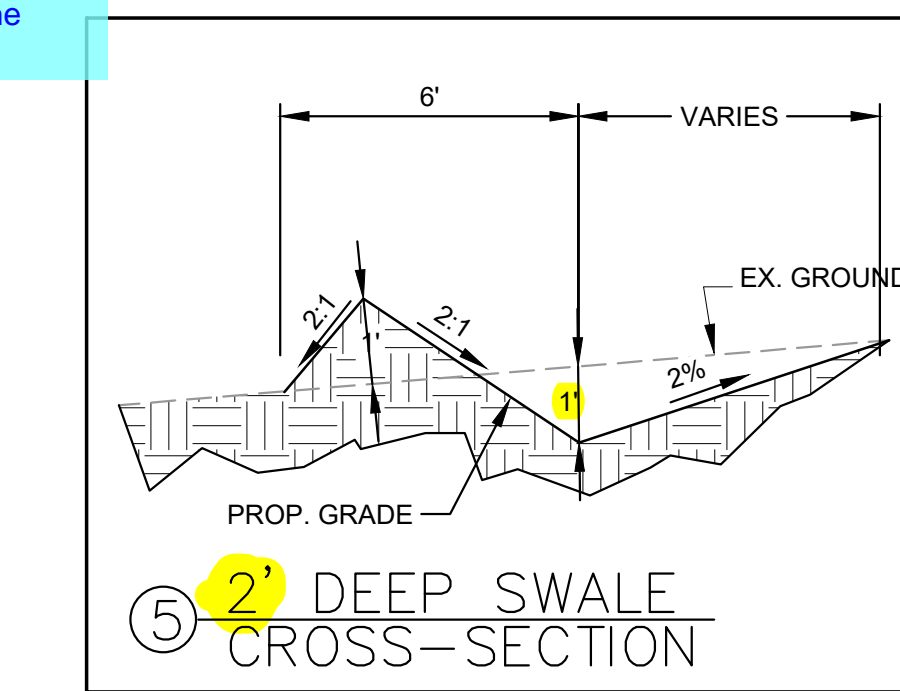 6'
VARIES
EX. GROUND
2:1
2:1
1'
2%
1'
PROP. GRADE
5
2' DEEP SWALE
CROSS-SECTION